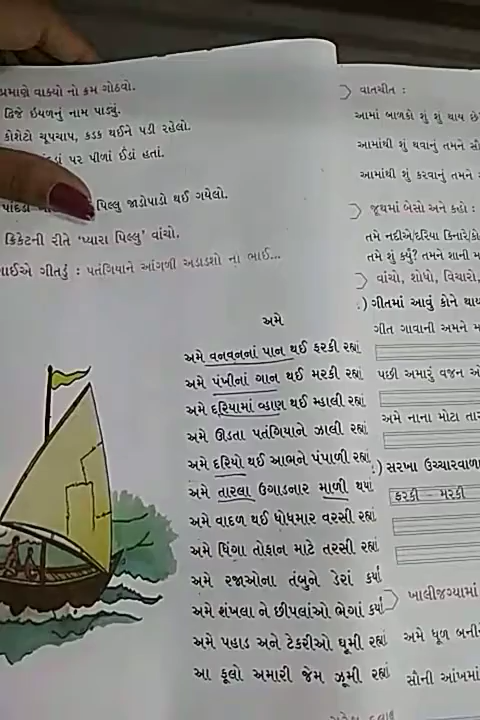 પ્રમાણે વાક્યો નો ક્રમ ગોઠવો.
દ્વિજે ઇયળનું નામ પાડ્યું.
કોશેટો ચૂપચાપ, કડક થઈને પડી રહેલો.
પર પીળાં ઈંડાં હતાં.
પિલ્લુ જાડોપાડો થઈ ગયેલો.
ક્રિકેટની રીતે 'પ્યારા પિલ્લુ' વાંચો.
ગાઈએ ગીતડું : પતંગિયાને આંગળી અડાડશો ના ભાઈ...
અમે
અમે વનવનનાં પાન થઈ ફરકી રહ્યાં
અમે પંખીનાં ગાન થઈ મરકી રહ્યાં
અમે દરિયામાં વ્હાણ થઈ મ્હાલી રહ્યાં
અમે ઊડતા પતંગિયાને ઝાલી રહ્યાં
અમે દરિયો થઈ આભને પંપાળી રહ્યાં
અમે તારલા ઉગાડનાર માળી થયાં
અમે વાદળ થઈ ધોધમાર વરસી રહ્યાં
અમે ધિંગા તોફાન માટે તરસી રહ્યાં
અમે રજાઓના તંબુને ડેરાં કર્યાં
અમે શંખલા ને છીપલાંઓ ભેગાં કર્યાં
અમે પહાડ અને ટેકરીઓ ઘૂમી રહ્યાં
આ ફૂલો અમારી જેમ ઝૂમી રહ્યાં
વાતચીત :
આમાં બાળકો શું શું થાય છે
આમાંથી શું થવાનું તમને
આમાંથી શું કરવાનું તમને
જૂથમાં બેસો અને કહો :
તમે નદીએ/દરિયા કિનારે/
તમે શું કર્યું? તમને શાની
વાંચો, શોધો, વિચારો,
ગીતમાં આવું કોને થાય
ગીત ગાવાની અમને
પછી અમારું વજન
અમે નાના મોટા
સરખા ઉચ્ચારવાળા
ફરકી – મરકી
ખાલીજગ્યામાં
અમે ધૂળ બની
સૌની આંખમાં